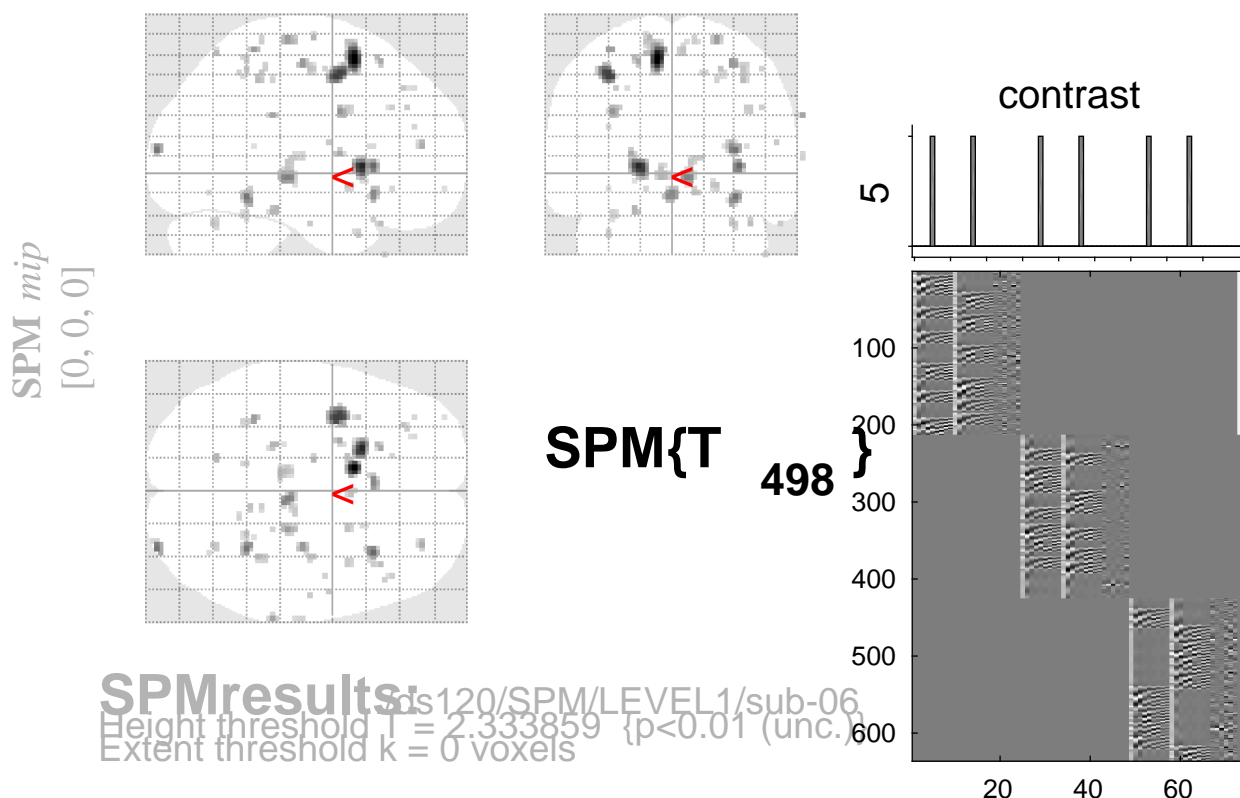 SPM mip
[0, 0, 0]
<
<
<
SPM{T498}
contrast
5
100
200
300
400
500
600
20 40 60
SPMresults: /ds120/SPM/LEVEL1/sub-06
Height threshold T = 2.333859 {p<0.01 (unc.)}
Extent threshold k = 0 voxels